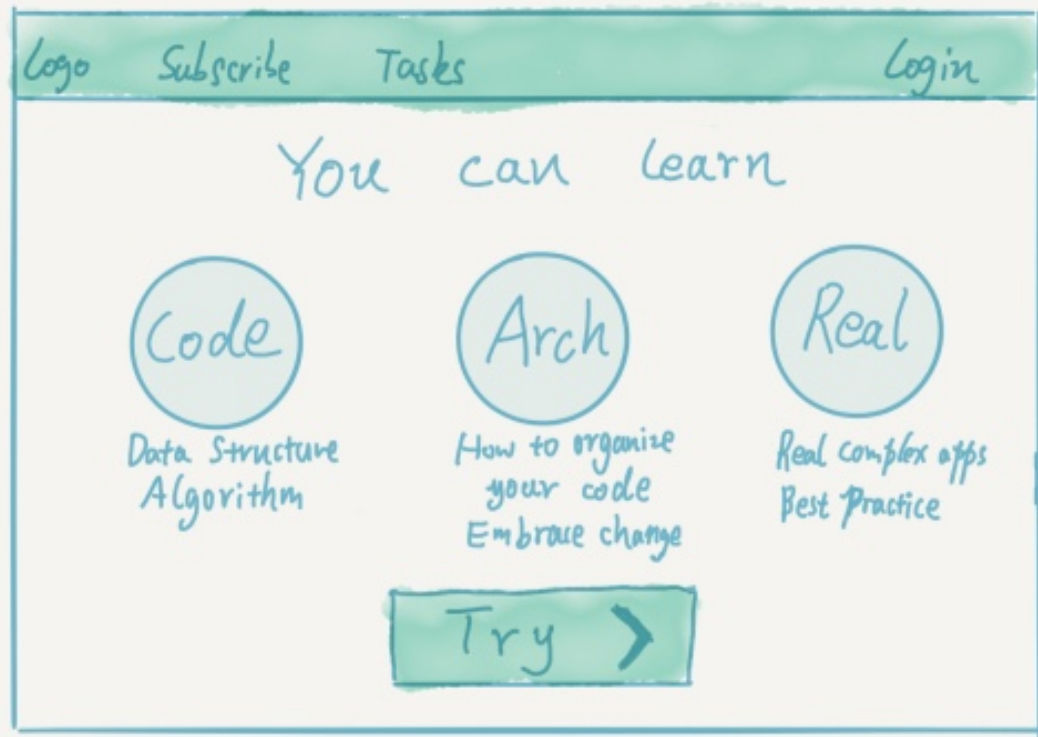 Logo Subscribe Tasks Login
You can learn
Code Arch Real
Data Structure
Algorithm
How to organize
your code
Embrace change
Real complex apps
Best Practice
Try >